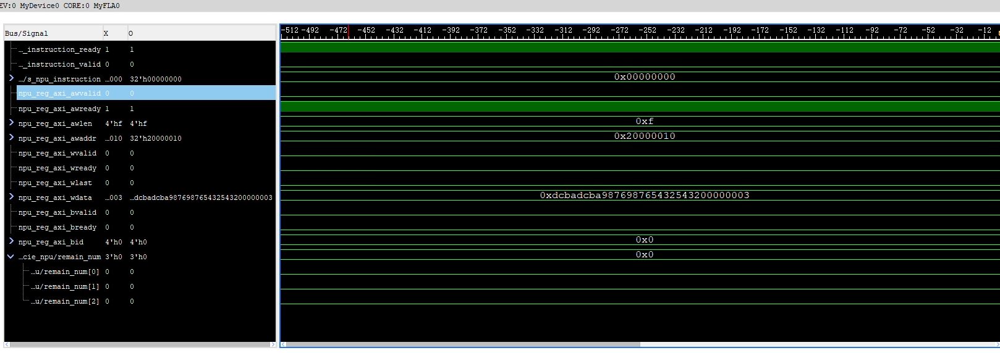 EV:0 MyDevice0 CORE:0 MyFLA0
Bus/Signal X O -512 -492 -472 -452 -432 -412 -392 -372 -352 -332 -312 -292 -272 -252 -232 -212 -192 -172 -152 -132 -112 -92 -72 -52 -32 -12
…_instruction_ready 1 1
…_instruction_valid 0 0
…/s_npu_instruction …000 32'h00000000 0x00000000
npu_reg_axi_awvalid 0 0
npu_reg_axi_awready 1 1
npu_reg_axi_awlen 4'hf 4'hf 0xf
npu_reg_axi_awaddr …010 32'h20000010 0x20000010
npu_reg_axi_wvalid 0 0
npu_reg_axi_wready 0 0
npu_reg_axi_wlast 0 0
npu_reg_axi_wdata …003 …dcbadcba987698765432543200000003 0xdcbadcba987698765432543200000003
npu_reg_axi_bvalid 0 0
npu_reg_axi_bready 0 0
npu_reg_axi_bid 4'h0 4'h0 0x0
…cie_npu/remain_num 3'h0 3'h0 0x0
…u/remain_num[0] 0 0
…u/remain_num[1] 0 0
…u/remain_num[2] 0 0